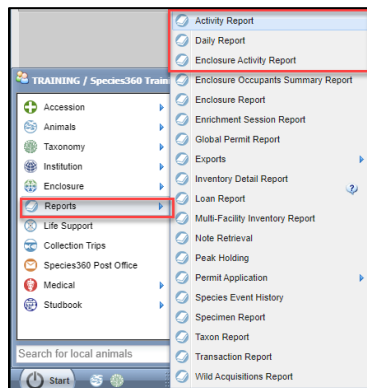 TRAINING / Species360 Train
Accession
Animals
Taxonomy
Institution
Enclosure
Reports
Life Support
Collection Trips
Species360 Post Office
Medical
Studbook
Search for local animals
Start
Activity Report
Daily Report
Enclosure Activity Report
Enclosure Occupants Summary Report
Enclosure Report
Enrichment Session Report
Global Permit Report
Exports
Inventory Detail Report
Loan Report
Multi-Facility Inventory Report
Note Retrieval
Peak Holding
Permit Application
Species Event History
Specimen Report
Taxon Report
Transaction Report
Wild Acquisitions Report
?